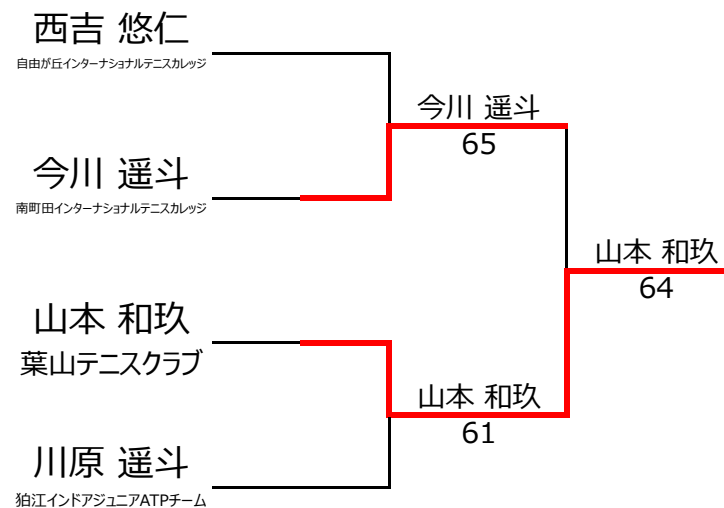 西吉 悠仁
自由が丘インターナショナルテニスカレッジ
今川 遥斗
65
今川 遥斗
南町田インターナショナルテニスカレッジ
山本 和玖
64
山本 和玖
葉山テニスクラブ
山本 和玖
61
川原 遥斗
狛江インドアジュニアATPチーム